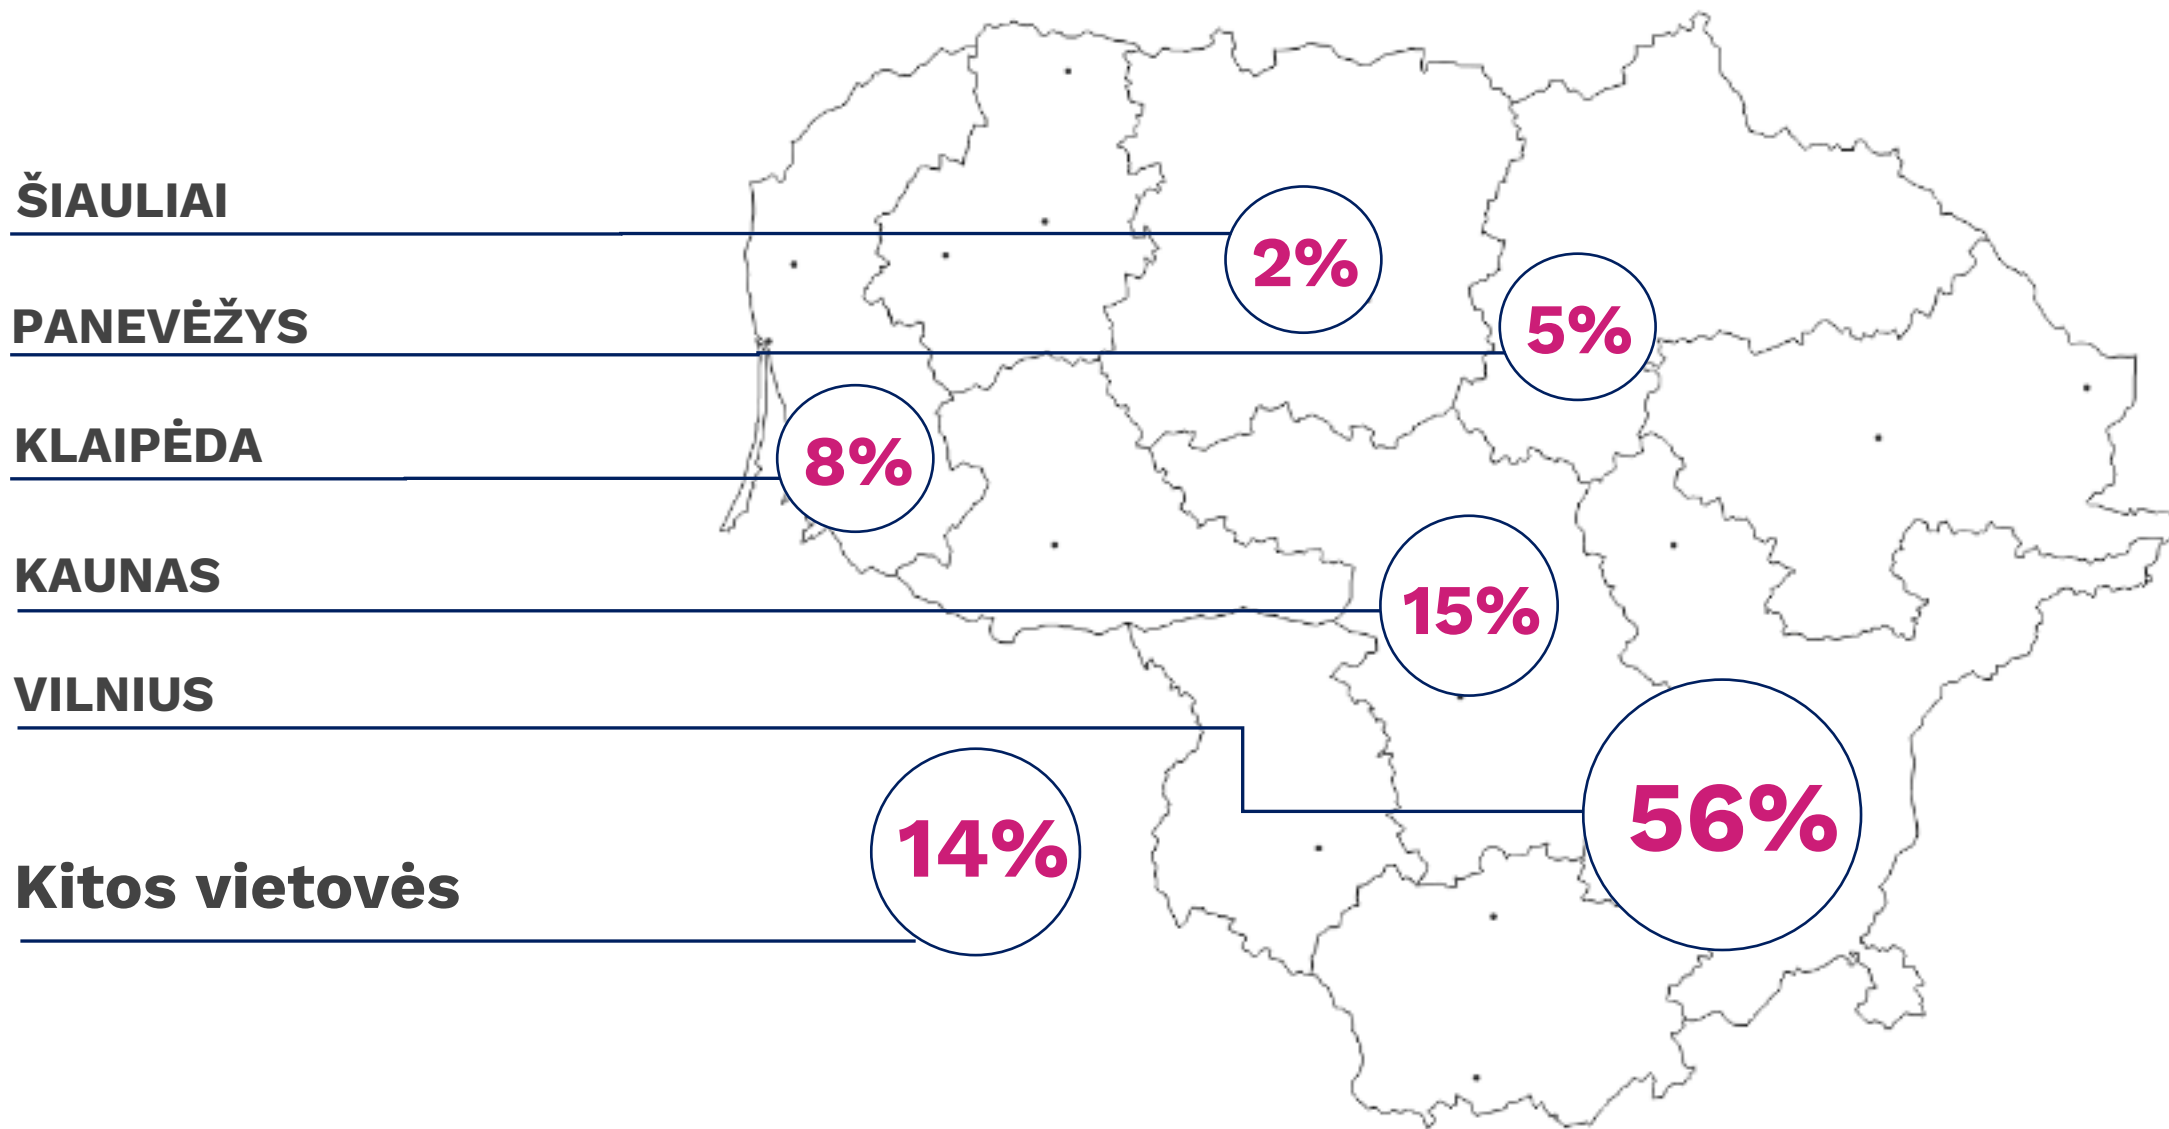 ŠIAULIAI
2%
PANEVĖŽYS
5%
KLAIPĖDA
8%
KAUNAS
15%
VILNIUS
56%
Kitos vietovės
14%